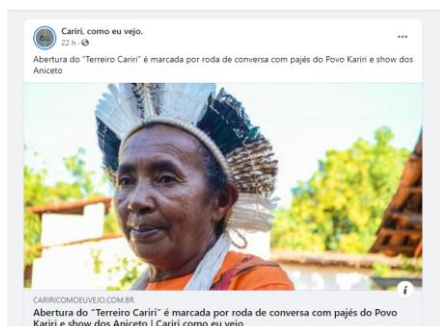 Cariri, como eu vejo.
22 h ·
Abertura do "Terreiro Cariri" é marcada por roda de conversa com pajés do Povo Kariri e show dos
Aniceto
CARIRICOMOEUVEJO.COM.BR
Abertura do "Terreiro Cariri" é marcada por roda de conversa com pajés do Povo
Kariri e show dos Aniceto | Cariri como eu vejo